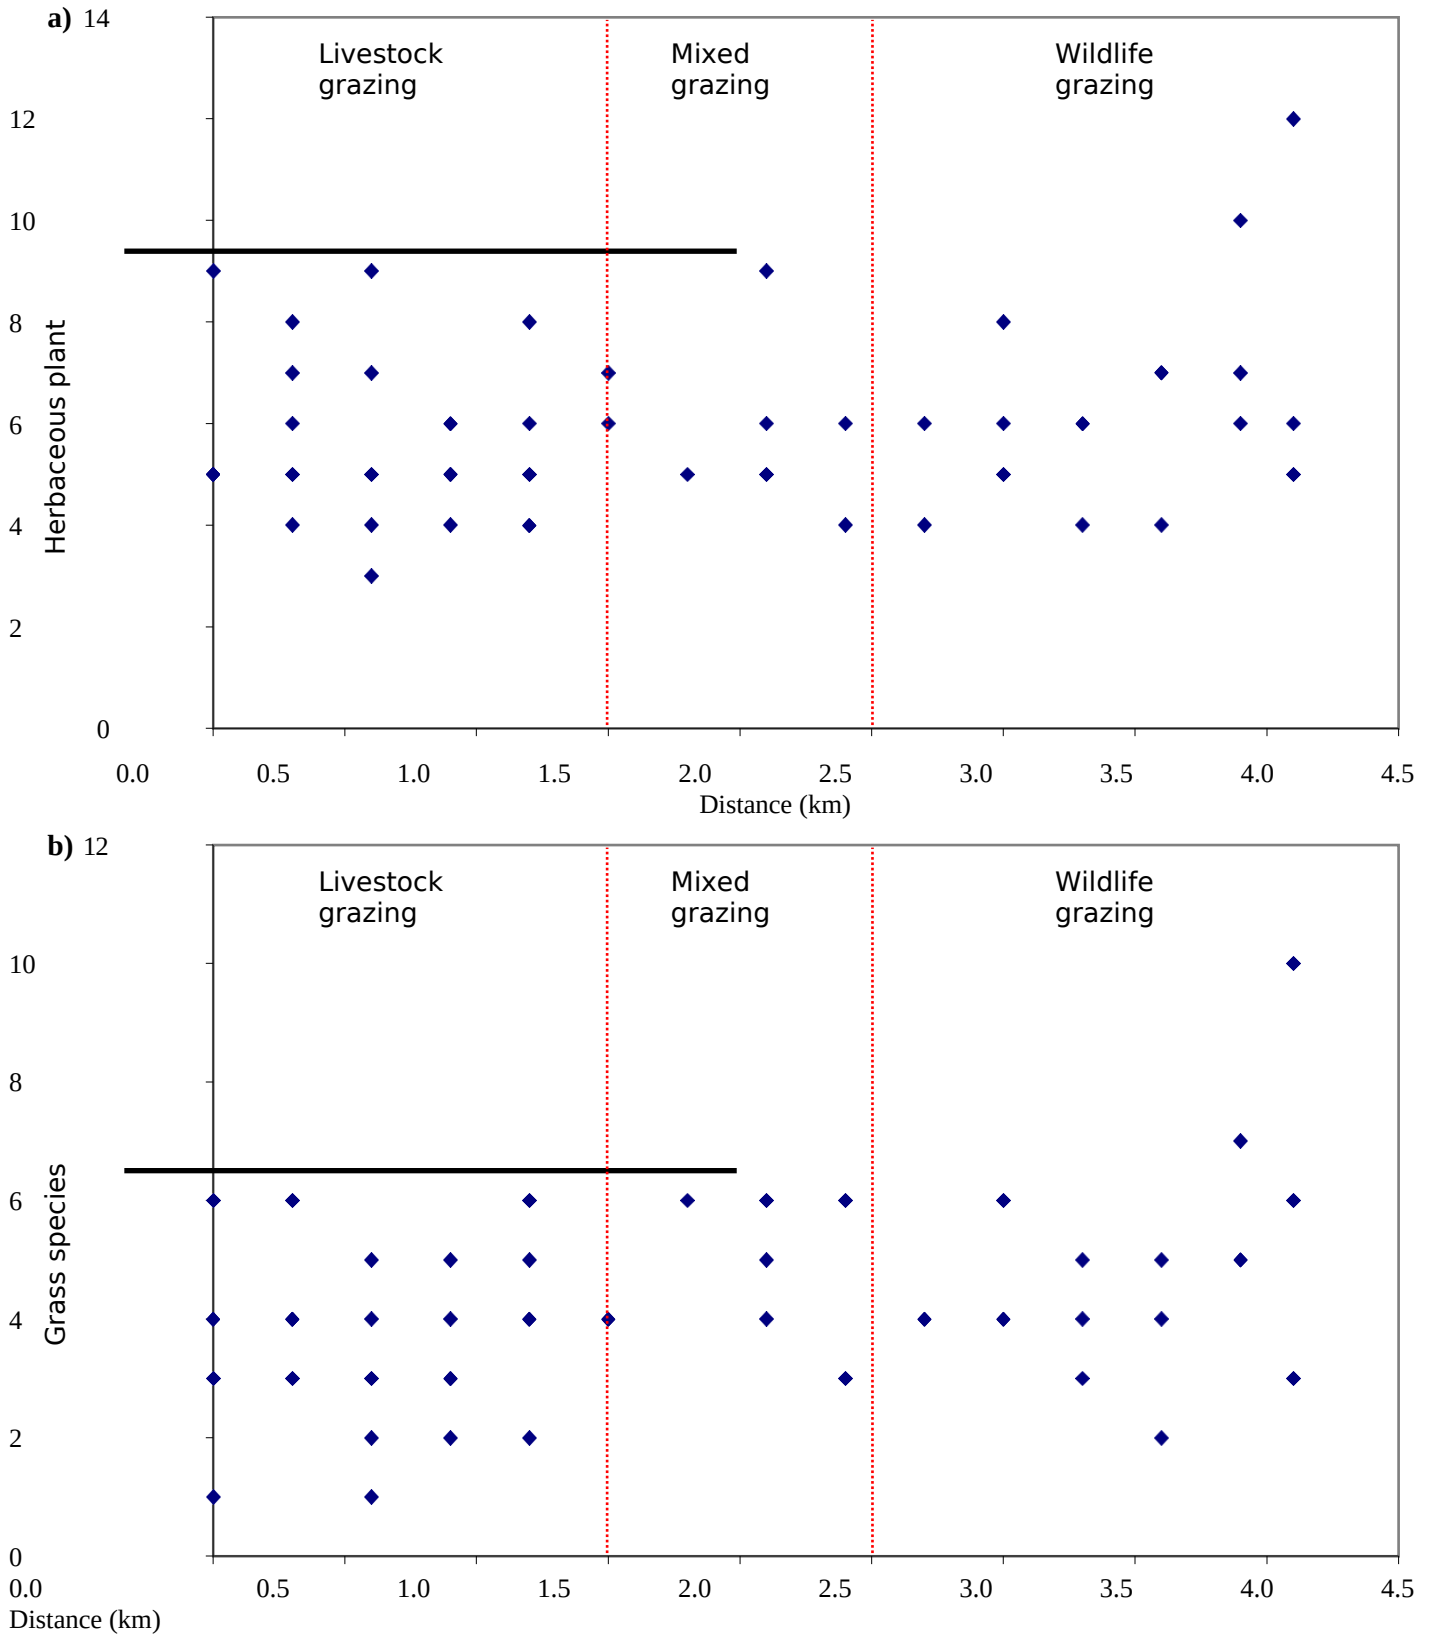 a) 14
Livestock
grazing
Mixed
grazing
Wildlife
grazing
12
10
8
6
4
2
0
Herbaceous plant
0.0 0.5 1.0 1.5 2.0 2.5 3.0 3.5 4.0 4.5
Distance (km)
b) 12
Livestock
grazing
Mixed
grazing
Wildlife
grazing
10
8
6
4
2
0
Grass species
0.0 0.5 1.0 1.5 2.0 2.5 3.0 3.5 4.0 4.5
Distance (km)